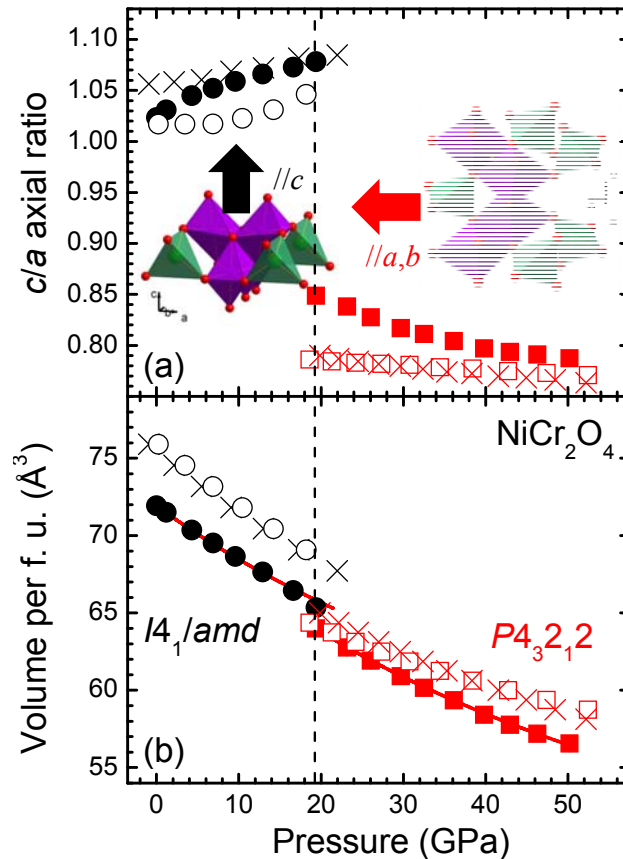 1.10
1.05
1.00
0.95
0.90
0.85
0.80
c/a axial ratio
//c
//a,b
c
b
a
(a)
NiCr₂O₄
75
70
65
60
55
Volume per f. u. (Å³)
I4₁/amd
P4₃2₁2
(b)
0 10 20 30 40 50
Pressure (GPa)